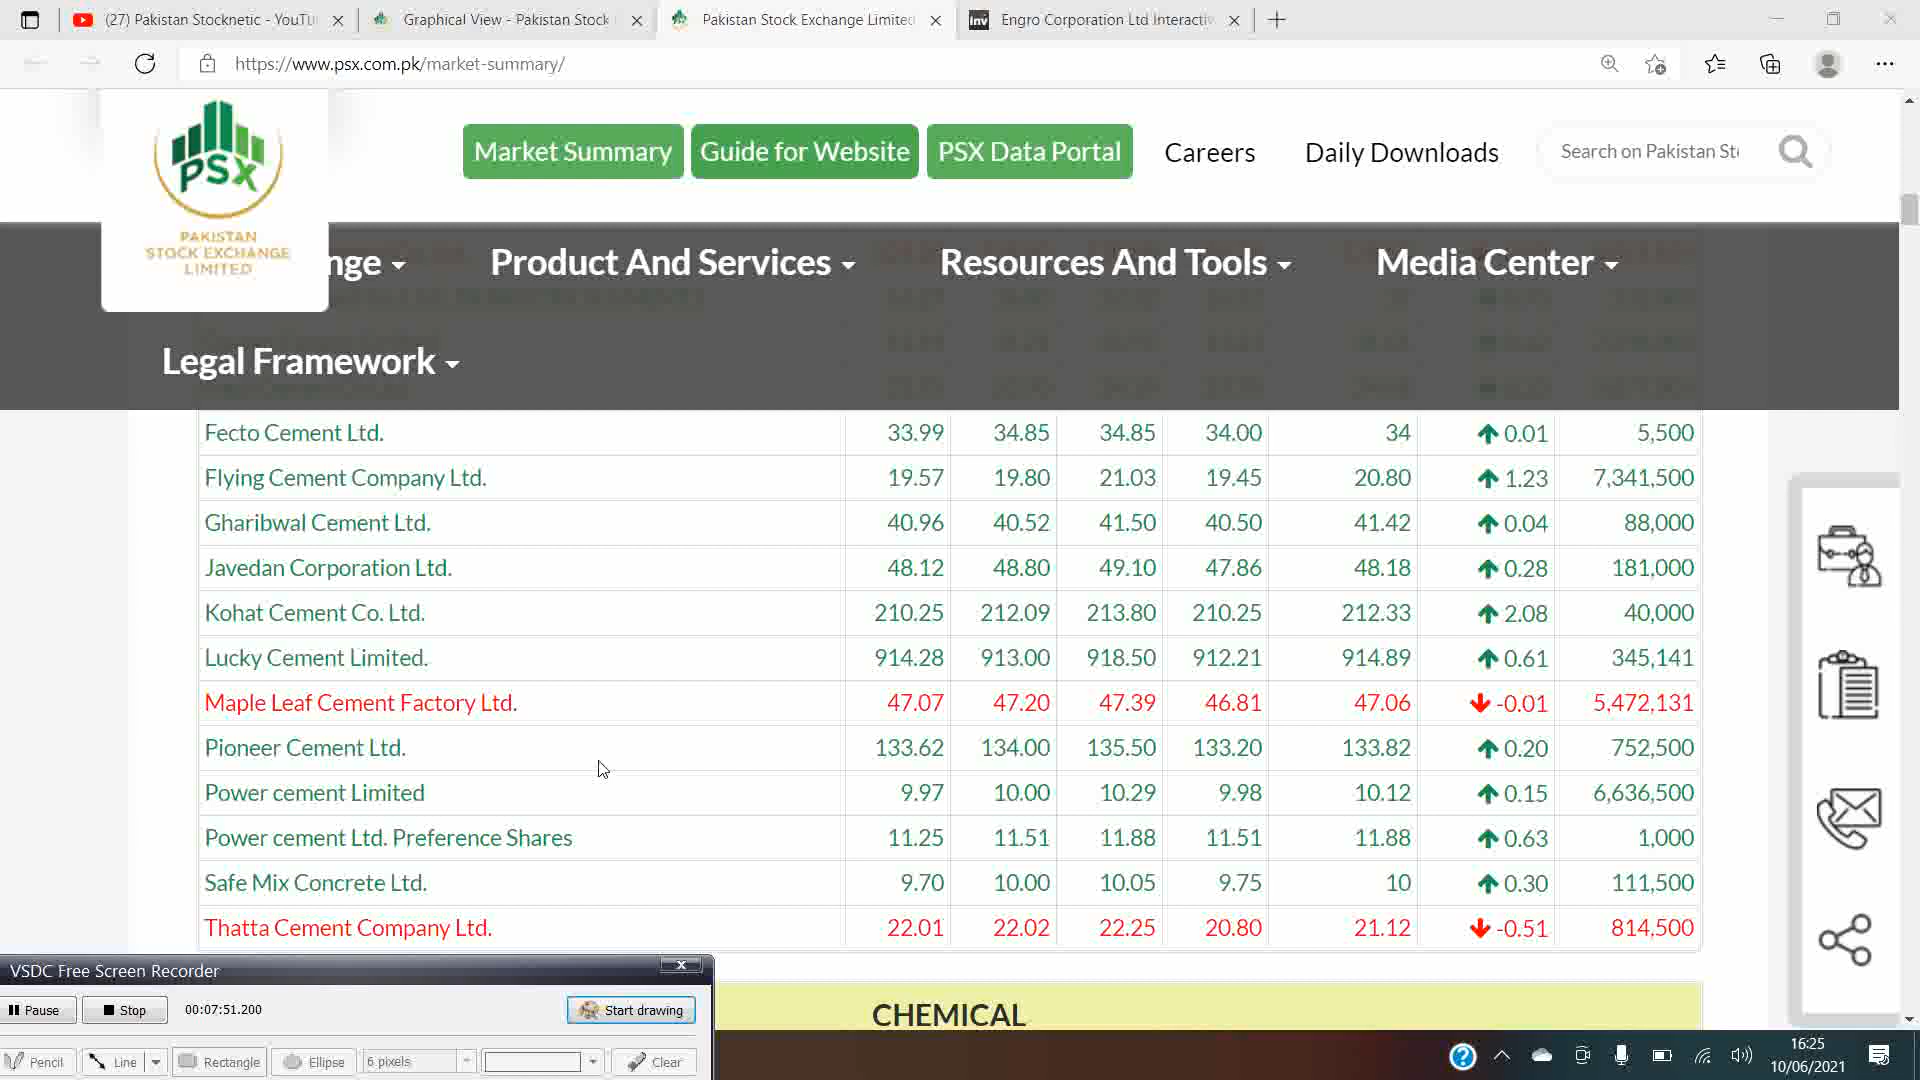 (27) Pakistan Stocknetic - YouTu
Graphical View - Pakistan Stock
Pakistan Stock Exchange Limited
inv Engro Corporation Ltd Interactiv
https://www.psx.com.pk/market-summary/
PSX
PAKISTAN
STOCK EXCHANGE
LIMITED
Market Summary Guide for Website PSX Data Portal Careers Daily Downloads Search on Pakistan Sto
nge Product And Services Resources And Tools Media Center
Legal Framework
Fecto Cement Ltd. 33.99 34.85 34.85 34.00 34 0.01 5,500
Flying Cement Company Ltd. 19.57 19.80 21.03 19.45 20.80 1.23 7,341,500
Gharibwal Cement Ltd. 40.96 40.52 41.50 40.50 41.42 0.04 88,000
Javedan Corporation Ltd. 48.12 48.80 49.10 47.86 48.18 0.28 181,000
Kohat Cement Co. Ltd. 210.25 212.09 213.80 210.25 212.33 2.08 40,000
Lucky Cement Limited. 914.28 913.00 918.50 912.21 914.89 0.61 345,141
Maple Leaf Cement Factory Ltd. 47.07 47.20 47.39 46.81 47.06 -0.01 5,472,131
Pioneer Cement Ltd. 133.62 134.00 135.50 133.20 133.82 0.20 752,500
Power cement Limited 9.97 10.00 10.29 9.98 10.12 0.15 6,636,500
Power cement Ltd. Preference Shares 11.25 11.51 11.88 11.51 11.88 0.63 1,000
Safe Mix Concrete Ltd. 9.70 10.00 10.05 9.75 10 0.30 111,500
Thatta Cement Company Ltd. 22.01 22.02 22.25 20.80 21.12 -0.51 814,500
CHEMICAL
VSDC Free Screen Recorder
Pause Stop 00:07:51.200 Start drawing
Pencil Line Rectangle Ellipse 6 pixels Clear
16:25
10/06/2021